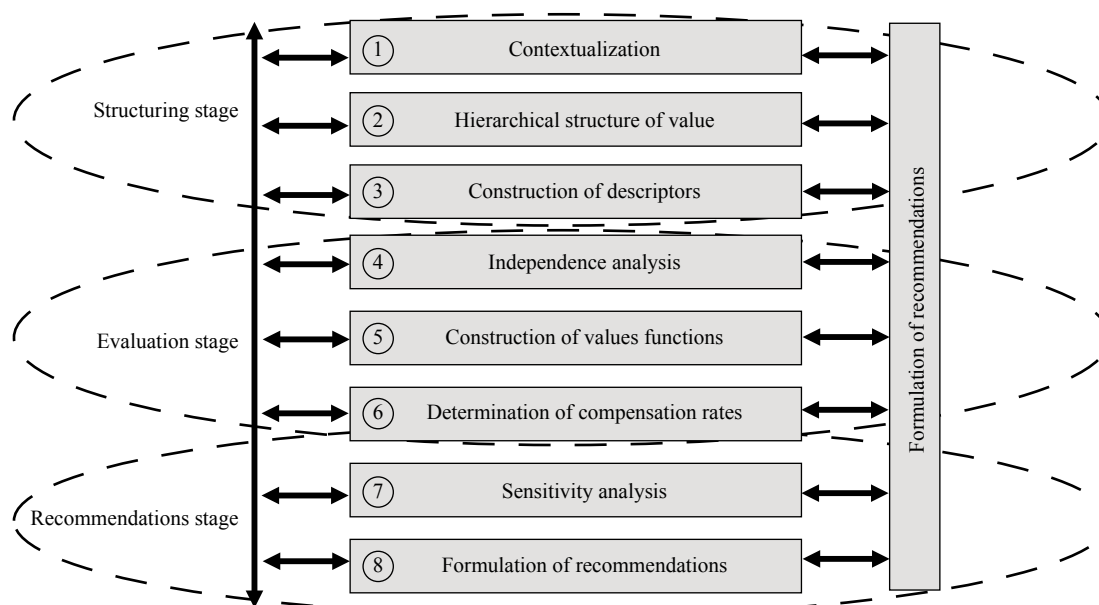 1 Contextualization
Structuring stage
2 Hierarchical structure of value
3 Construction of descriptors
4 Independence analysis
Evaluation stage
5 Construction of values functions
6 Determination of compensation rates
7 Sensitivity analysis
Recommendations stage
8 Formulation of recommendations
Formulation of recommendations